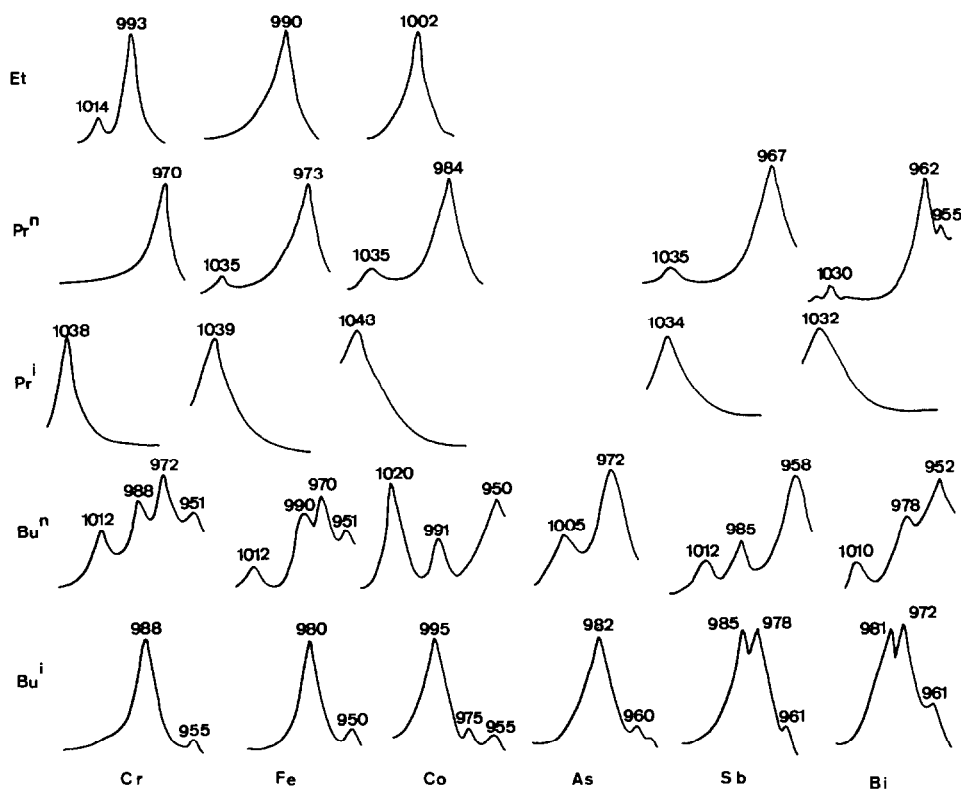 993 990 1002
Et
1014
970 973 984 967 962
955
Pr^n
1035 1035 1035 1030
1038 1039 1043 1034 1032
Pr^i
972 970 1020 972 958 952
988 990 950
1012 951 951 991 1005 985 978
Bu^n
1012 1012 1010
988 980 995 982 985 978 981 972
Bu^i
955 950 975 955 960 961 961
Cr Fe Co As Sb Bi